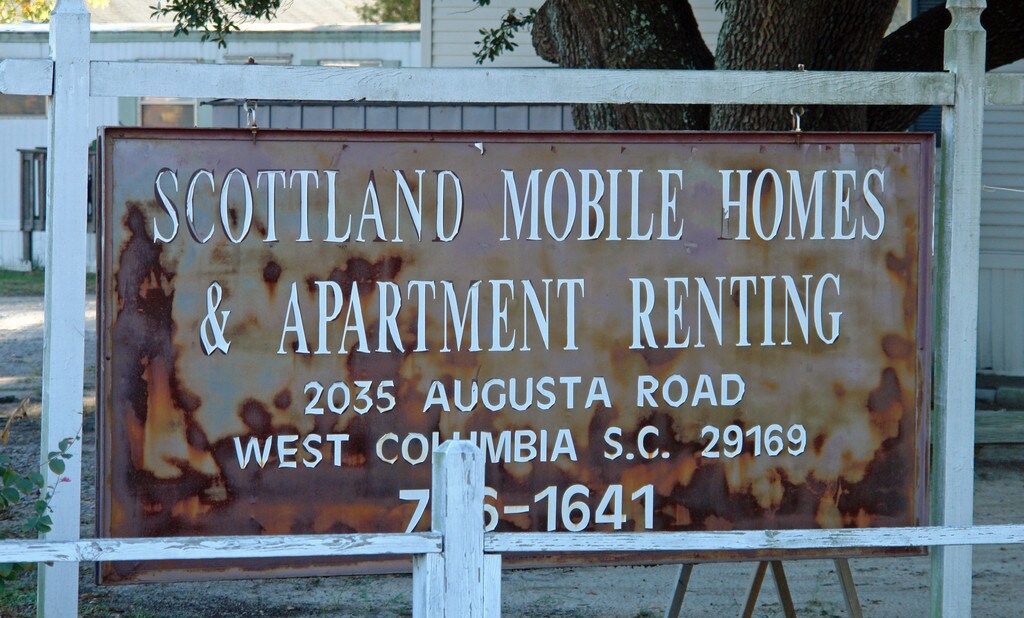 SCOTTLAND MOBILE HOMES
& APARTMENT RENTING
2035 AUGUSTA ROAD
WEST COLUMBIA S.C. 29169